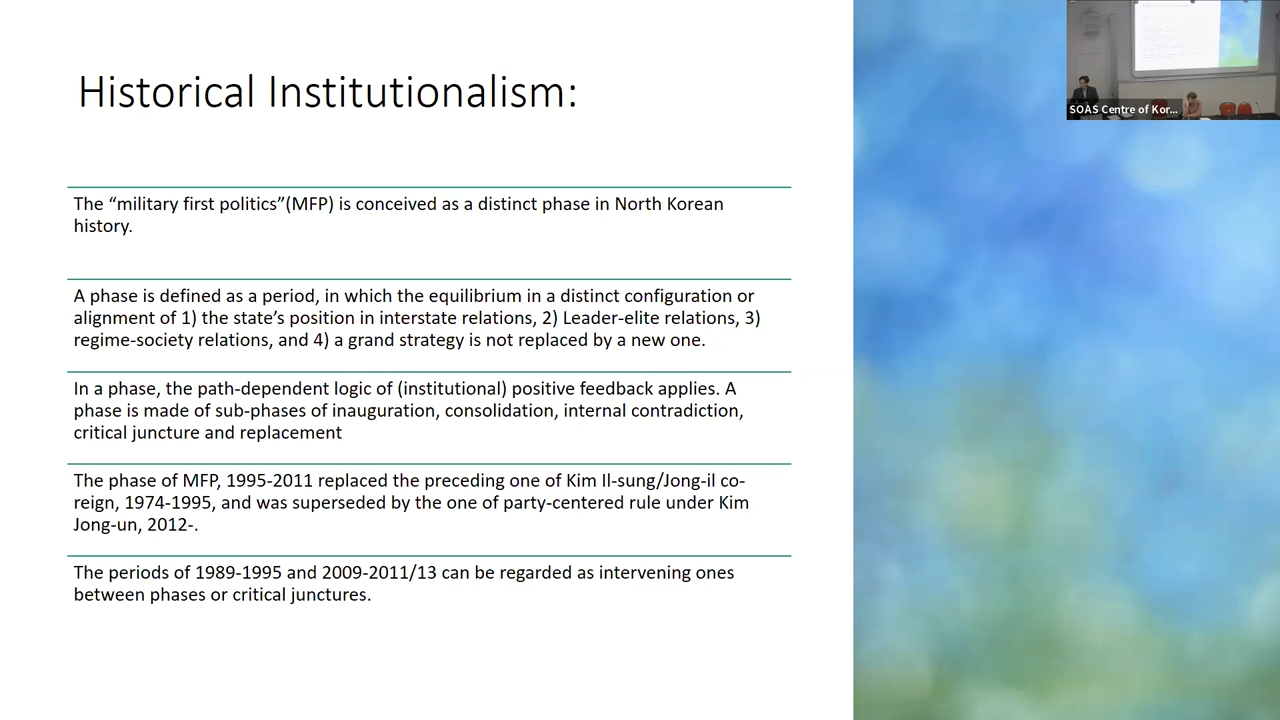 Historical Institutionalism:
SOAS Centre of Kor...
The “military first politics”(MFP) is conceived as a distinct phase in North Korean
history.
A phase is defined as a period, in which the equilibrium in a distinct configuration or
alignment of 1) the state’s position in interstate relations, 2) Leader-elite relations, 3)
regime-society relations, and 4) a grand strategy is not replaced by a new one.
In a phase, the path-dependent logic of (institutional) positive feedback applies. A
phase is made of sub-phases of inauguration, consolidation, internal contradiction,
critical juncture and replacement
The phase of MFP, 1995-2011 replaced the preceding one of Kim Il-sung/Jong-il co-
reign, 1974-1995, and was superseded by the one of party-centered rule under Kim
Jong-un, 2012-.
The periods of 1989-1995 and 2009-2011/13 can be regarded as intervening ones
between phases or critical junctures.